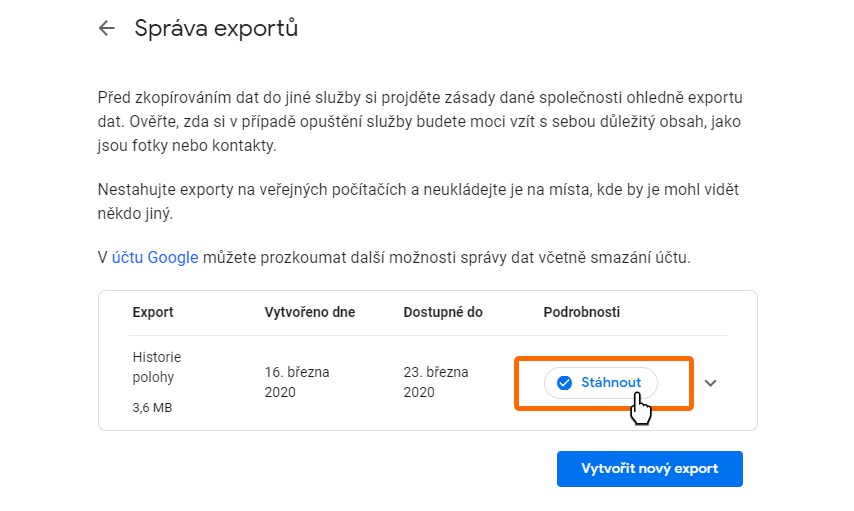 Správa exportů
Před zkopírováním dat do jiné služby si projděte zásady dané společnosti ohledně exportu
dat. Ověřte, zda si v případě opuštění služby budete moci vzít s sebou důležitý obsah, jako
jsou fotky nebo kontakty.
Nestahujte exporty na veřejných počítačích a neukládejte je na místa, kde by je mohl vidět
někdo jiný.
V účtu Google můžete prozkoumat další možnosti správy dat včetně smazání účtu.
Export Vytvořeno dne Dostupné do Podrobnosti
Historie
polohy
3,6 MB
16. března
2020
23. března
2020
Stáhnout
Vytvořit nový export